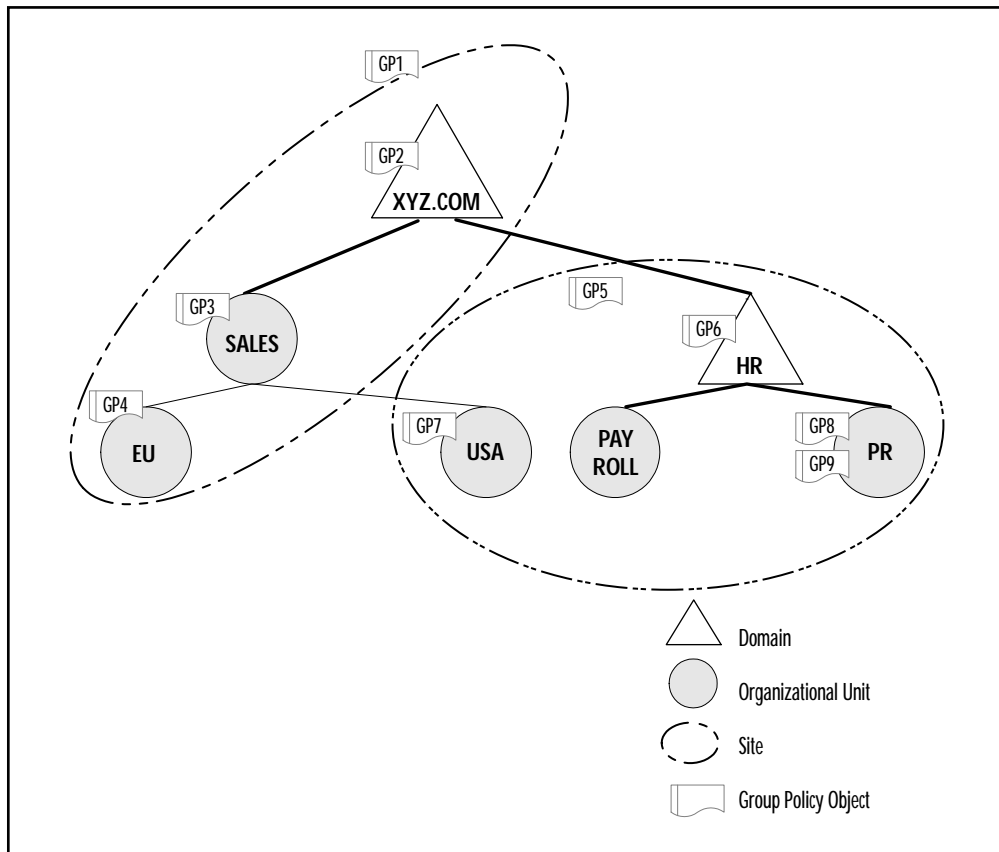 GP1
GP2
XYZ.COM
GP3
SALES
GP5
GP6
HR
GP4
EU
GP7
USA
PAY
ROLL
GP8
GP9
PR
Domain
Organizational Unit
Site
Group Policy Object